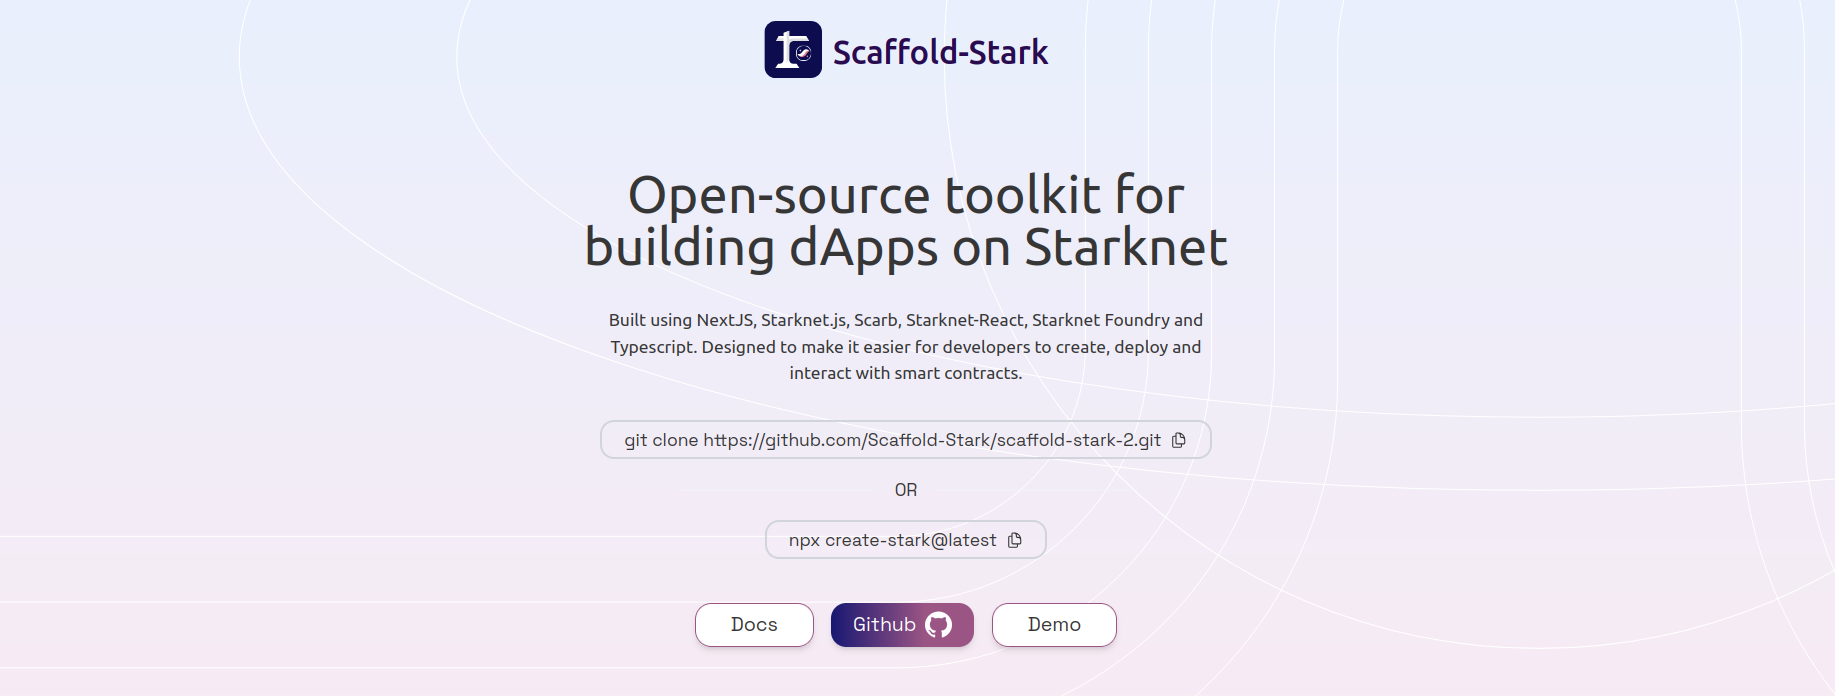 Scaffold-Stark
Open-source toolkit for
building dApps on Starknet
Built using NextJS, Starknet.js, Scarb, Starknet-React, Starknet Foundry and
Typescript. Designed to make it easier for developers to create, deploy and
interact with smart contracts.
git clone https://github.com/Scaffold-Stark/scaffold-stark-2.git
OR
npx create-stark@latest
Docs Github Demo